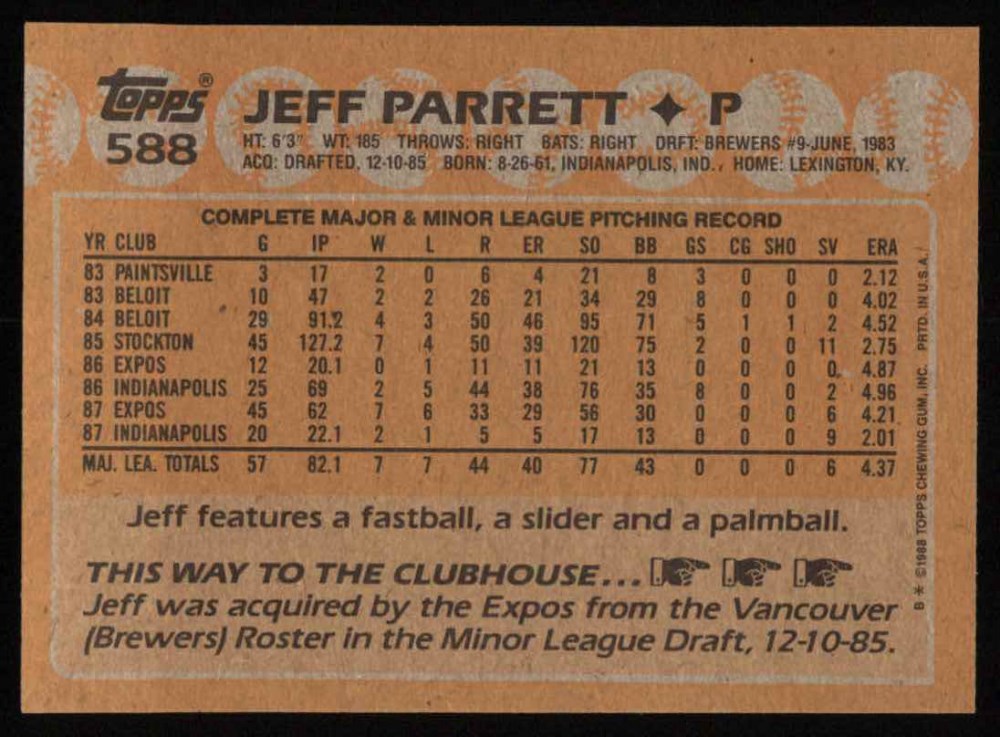 Topps®
588
JEFF PARRETT ✦ P
HT: 6'3" WT: 185 THROWS: RIGHT BATS: RIGHT DRFT: BREWERS #9-JUNE, 1983
ACQ: DRAFTED, 12-10-85 BORN: 8-26-61, INDIANAPOLIS, IND., HOME: LEXINGTON, KY.
COMPLETE MAJOR & MINOR LEAGUE PITCHING RECORD
YR CLUB G IP W L R ER SO BB GS CG SHO SV ERA
83 PAINTSVILLE 3 17 2 0 6 4 21 8 3 0 0 0 2.12
83 BELOIT 10 47 2 2 26 21 34 29 8 0 0 0 4.02
84 BELOIT 29 91.2 4 3 50 46 95 71 5 1 1 2 4.52
85 STOCKTON 45 127.2 7 4 50 39 120 75 2 0 0 11 2.75
86 EXPOS 12 20.1 0 1 11 11 21 13 0 0 0 0 4.87
86 INDIANAPOLIS 25 69 2 5 44 38 76 35 8 0 0 2 4.96
87 EXPOS 45 62 7 6 33 29 56 30 0 0 0 6 4.21
87 INDIANAPOLIS 20 22.1 2 1 5 5 17 13 0 0 0 9 2.01
MAJ. LEA. TOTALS 57 82.1 7 7 44 40 77 43 0 0 0 6 4.37
Jeff features a fastball, a slider and a palmball.
THIS WAY TO THE CLUBHOUSE...
Jeff was acquired by the Expos from the Vancouver
(Brewers) Roster in the Minor League Draft, 12-10-85.
B * ©1988 TOPPS CHEWING GUM, INC. PRTD. IN U.S.A.